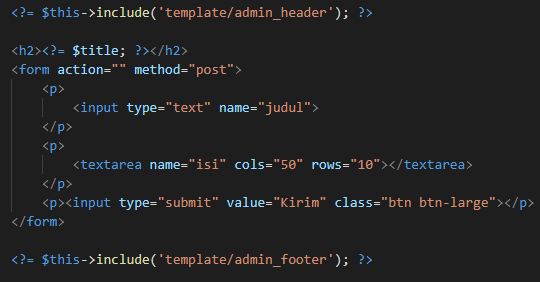 <?= $this->include('template/admin_header'); ?>
<h2><?= $title; ?></h2>
<form action="" method="post">
<p>
<input type="text" name="judul">
</p>
<p>
<textarea name="isi" cols="50" rows="10"></textarea>
</p>
<p><input type="submit" value="Kirim" class="btn btn-large"></p>
</form>
<?= $this->include('template/admin_footer'); ?>